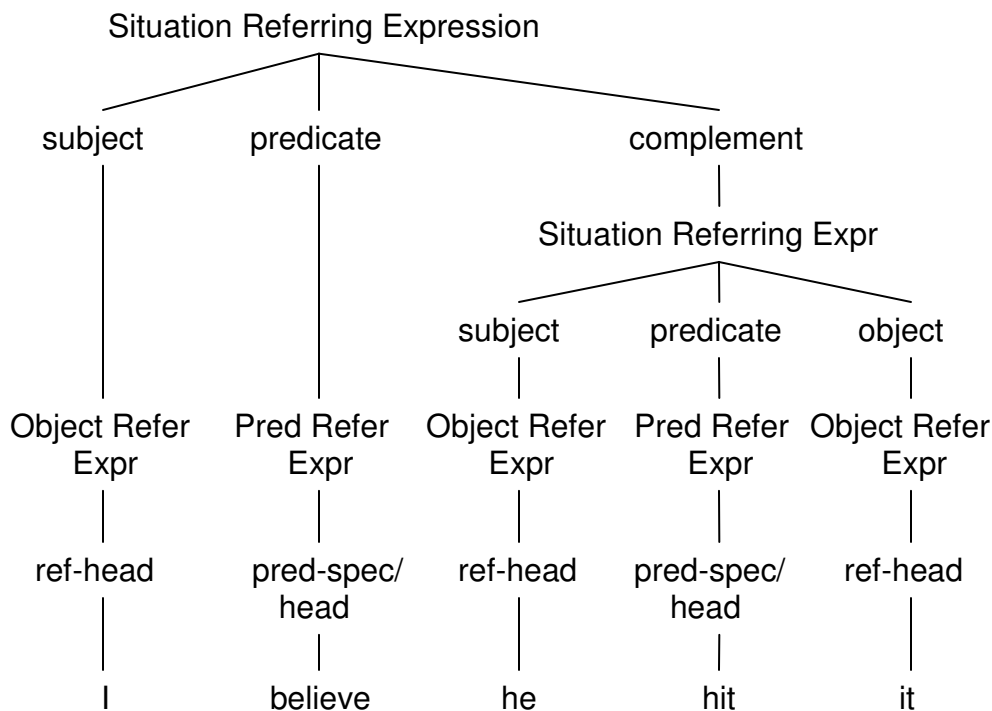 Situation Referring Expression
subject predicate complement
Situation Referring Expr
subject predicate object
Object Refer Pred Refer Object Refer Pred Refer Object Refer
Expr Expr Expr Expr Expr
ref-head pred-spec/ ref-head pred-spec/ ref-head
head head
I believe he hit it